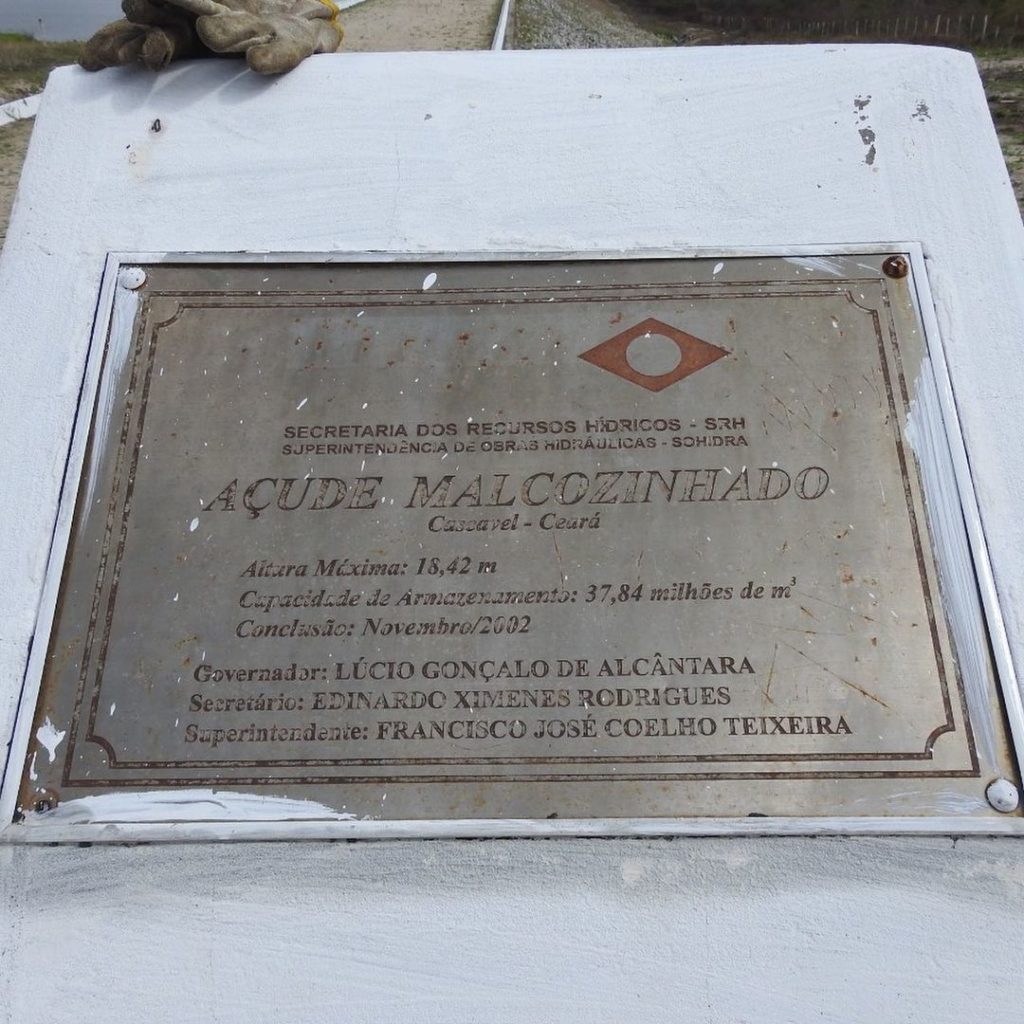 SECRETARIA DOS RECURSOS HÍDRICOS - SRH
SUPERINTENDÊNCIA DE OBRAS HIDRÁULICAS - SOHIDRA
AÇUDE MALCOZINHADO
Cascavel - Ceará
Altura Máxima: 18,42 m
Capacidade de Armazenamento: 37,84 milhões de m³
Conclusão: Novembro/2002
Governador: LÚCIO GONÇALO DE ALCÂNTARA
Secretário: EDINARDO XIMENES RODRIGUES
Superintendente: FRANCISCO JOSÉ COELHO TEIXEIRA